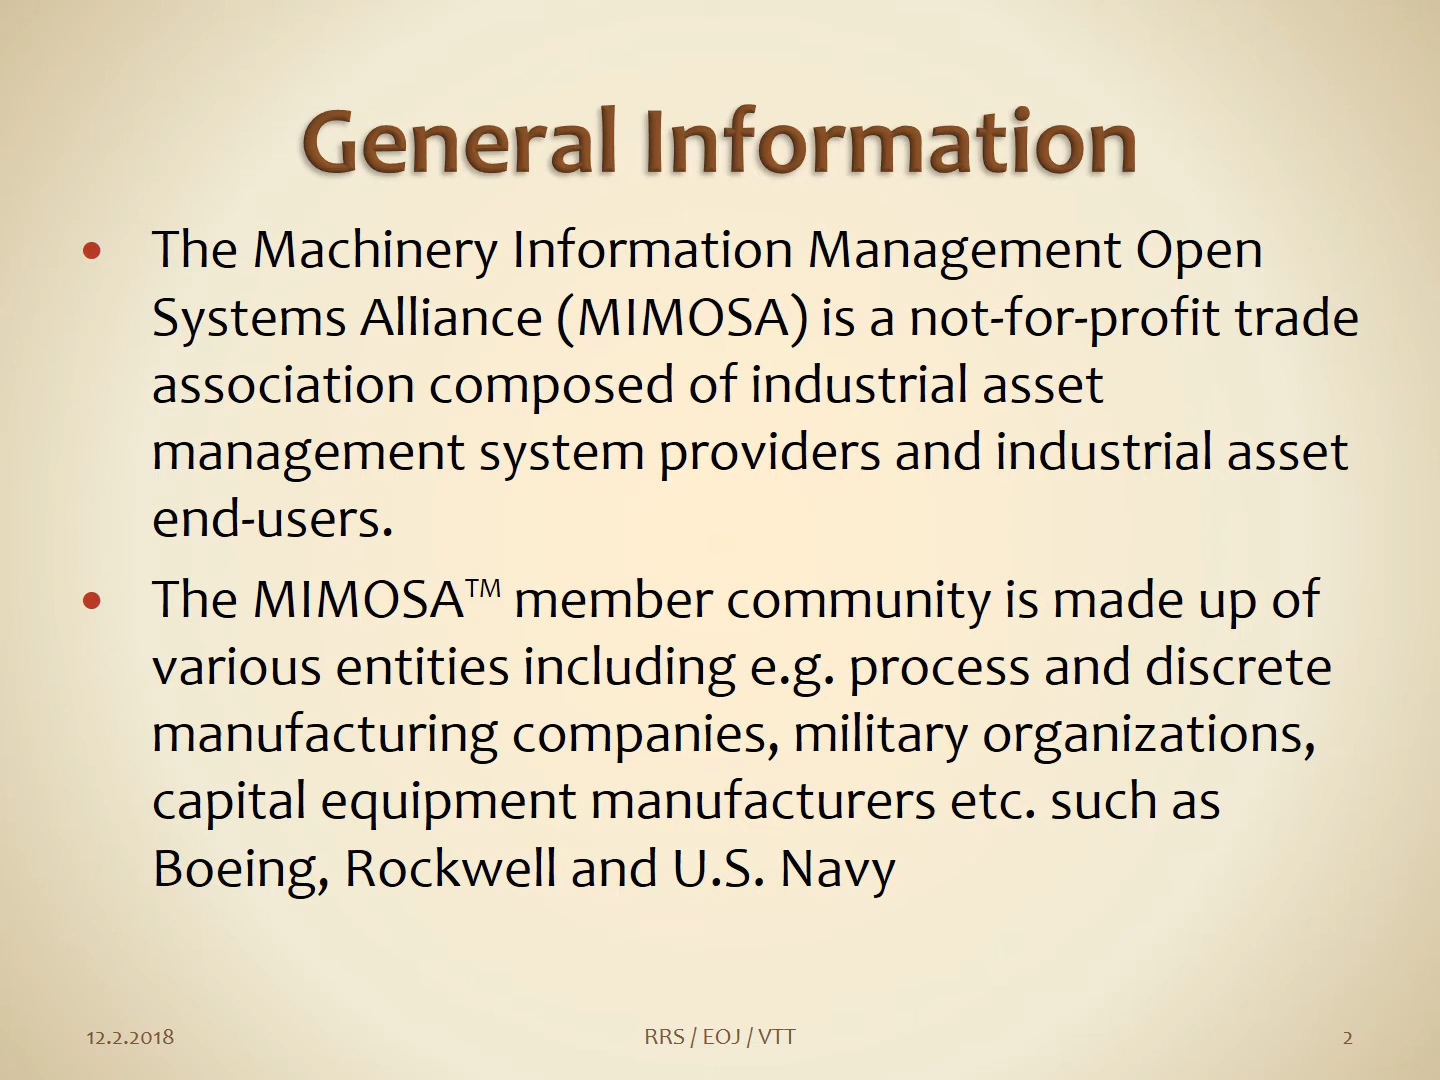 General Information
• The Machinery Information Management Open
Systems Alliance (MIMOSA) is a not-for-profit trade
association composed of industrial asset
management system providers and industrial asset
end-users.
• The MIMOSA™ member community is made up of
various entities including e.g. process and discrete
manufacturing companies, military organizations,
capital equipment manufacturers etc. such as
Boeing, Rockwell and U.S. Navy
12.2.2018
RRS / EOJ / VTT
2